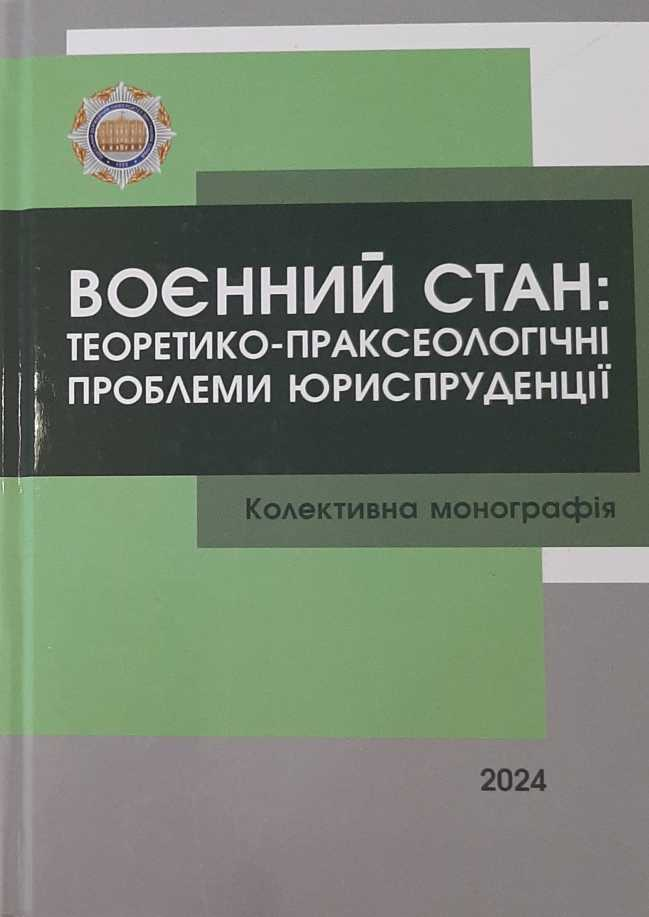 ВОЄННИЙ СТАН:
ТЕОРЕТИКО-ПРАКСЕОЛОГІЧНІ
ПРОБЛЕМИ ЮРИСПРУДЕНЦІЇ
Колективна монографія
2024